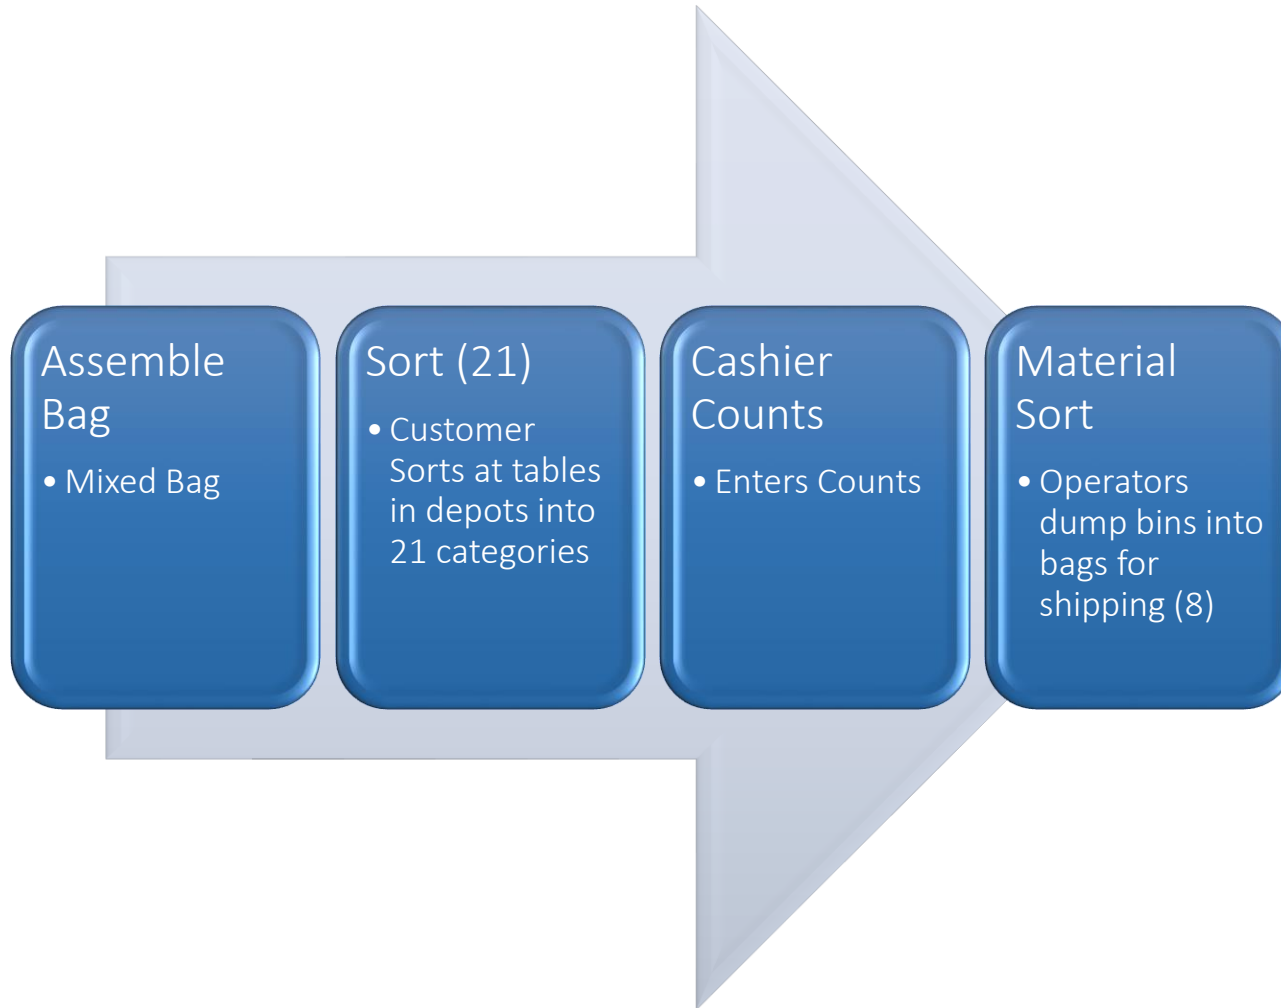 Assemble
Bag
• Mixed Bag
Sort (21)
• Customer
Sorts at tables
in depots into
21 categories
Cashier
Counts
• Enters Counts
Material
Sort
• Operators
dump bins into
bags for
shipping (8)